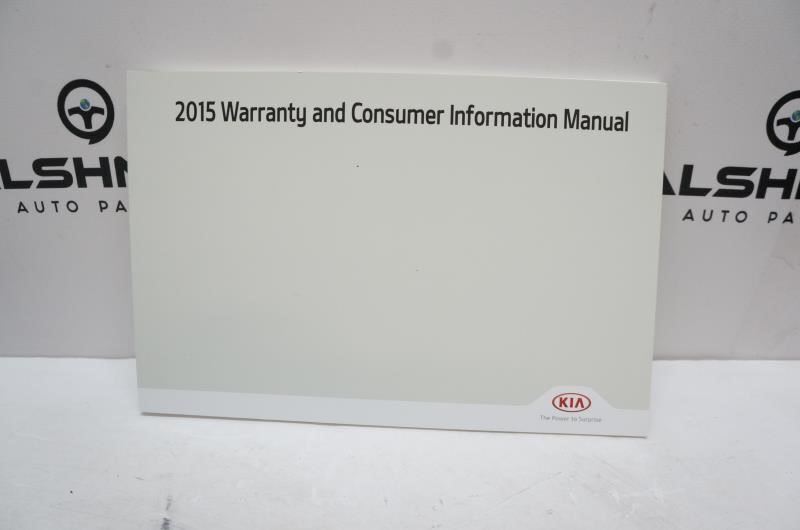 2015 Warranty and Consumer Information Manual
ALSHN
AUTO PA
ALSHN
AUTO PA
KIA
The Power to Surprise